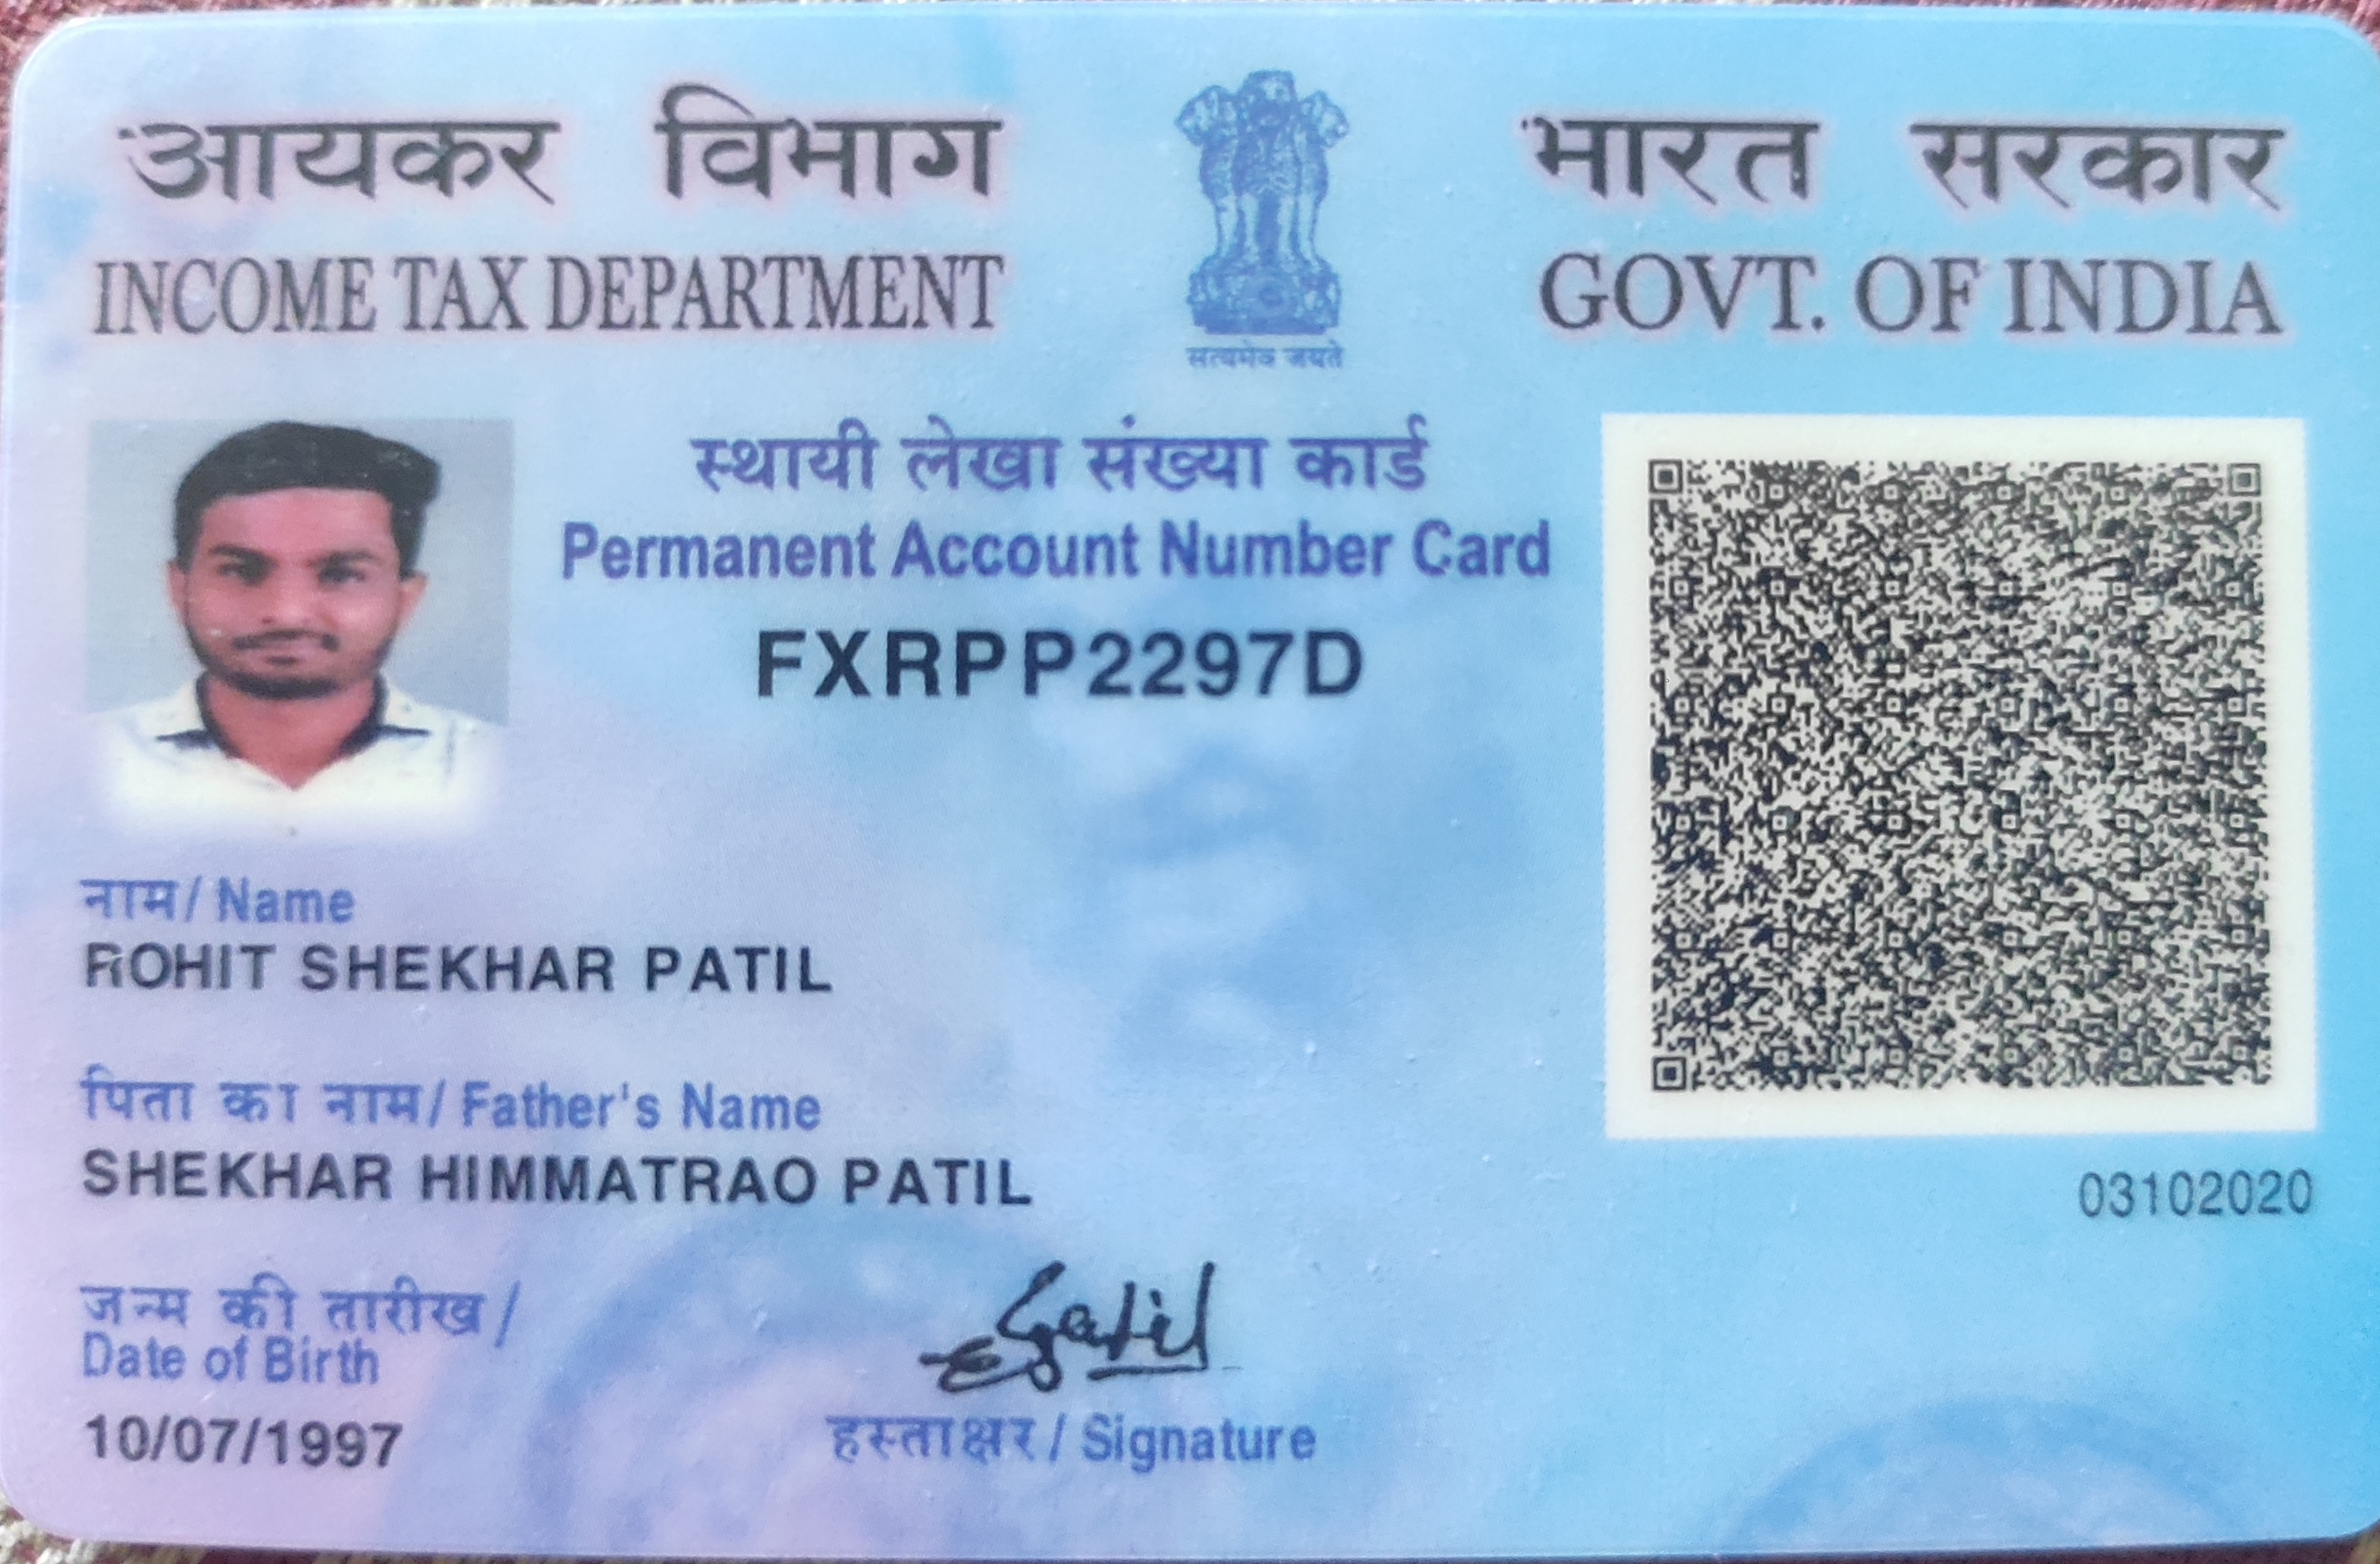 आयकर विभाग
INCOME TAX DEPARTMENT
सत्यमेव जयते
भारत सरकार
GOVT. OF INDIA
स्थायी लेखा संख्या कार्ड
Permanent Account Number Card
FXRPP2297D
नाम/ Name
ROHIT SHEKHAR PATIL
पिता का नाम/ Father's Name
SHEKHAR HIMMATRAO PATIL
03102020
जन्म की तारीख/
Date of Birth
10/07/1997
हस्ताक्षर/ Signature